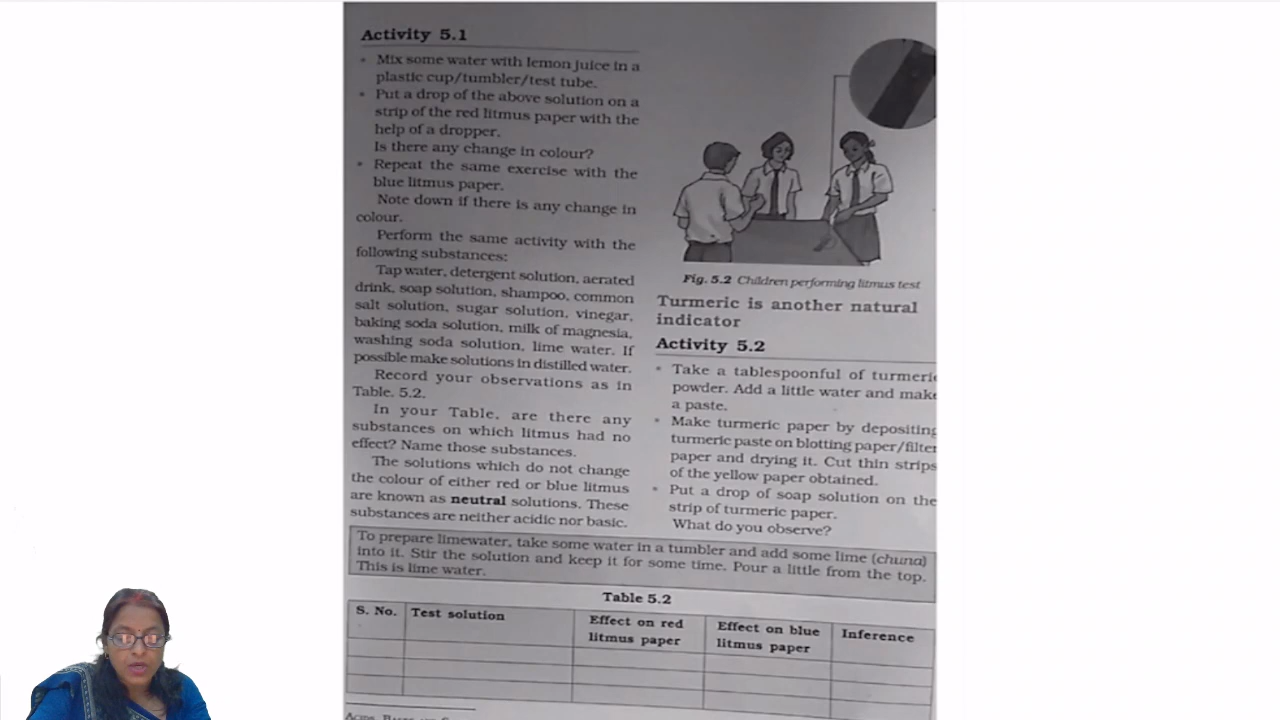 Activity 5.1
• Mix some water with lemon juice in a
plastic cup/tumbler/test tube.
• Put a drop of the above solution on a
strip of the red litmus paper with the
help of a dropper.
Is there any change in colour?
• Repeat the same exercise with the
blue litmus paper.
Note down if there is any change in
colour.
Perform the same activity with the
following substances:
Tap water, detergent solution, aerated
drink, soap solution, shampoo, common
salt solution, sugar solution, vinegar,
baking soda solution, milk of magnesia,
washing soda solution, lime water. If
possible make solutions in distilled water.
Record your observations as in
Table. 5.2.
In your Table, are there any
substances on which litmus had no
effect? Name those substances.
The solutions which do not change
the colour of either red or blue litmus
are known as neutral solutions. These
substances are neither acidic nor basic.
Fig. 5.2 Children performing litmus test
Turmeric is another natural
indicator
Activity 5.2
• Take a tablespoonful of turmeric
powder. Add a little water and make
a paste.
• Make turmeric paper by depositing
turmeric paste on blotting paper/filter
paper and drying it. Cut thin strips
of the yellow paper obtained.
• Put a drop of soap solution on the
strip of turmeric paper.
What do you observe?
To prepare limewater, take some water in a tumbler and add some lime (chuna)
into it. Stir the solution and keep it for some time. Pour a little from the top.
This is lime water.
Table 5.2
S. No. Test solution Effect on red litmus paper Effect on blue litmus paper Inference